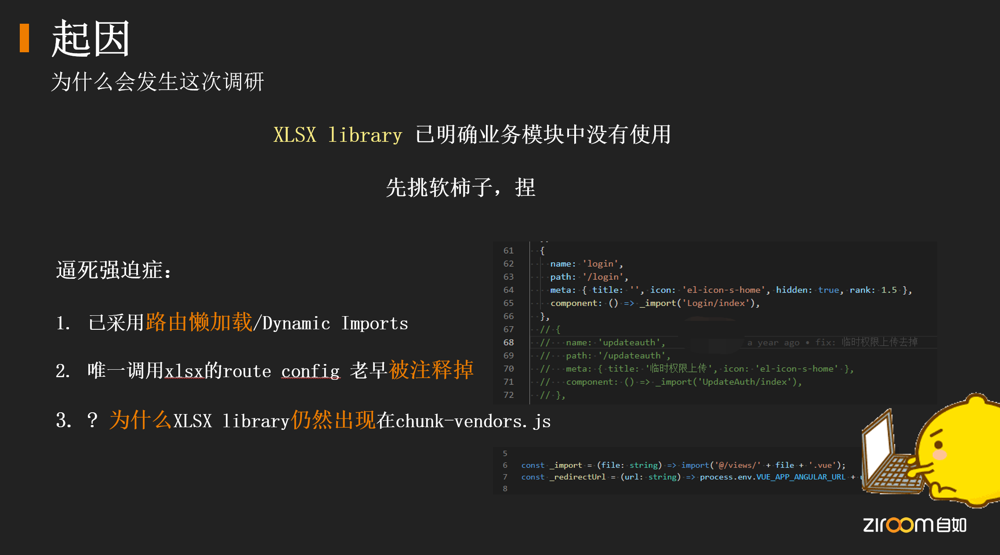 起因
为什么会发生这次调研
XLSX library 已明确业务模块中没有使用
先挑软柿子，捏
逼死强迫症：
1. 已采用路由懒加载/Dynamic Imports
2. 唯一调用xlsx的route config 老早被注释掉
3. ? 为什么XLSX library仍然出现在chunk-vendors.js
61 {
62 name: 'login',
63 path: '/login',
64 meta: { title: '', icon: 'el-icon-s-home', hidden: true, rank: 1.5 },
65 component: () => _import('Login/index'),
66 },
67 // {
68 // name: 'updateauth', a year ago • fix: 临时权限上传去掉
69 // path: '/updateauth',
70 // meta: { title: '临时权限上传', icon: 'el-icon-s-home' },
71 // component: () => _import('UpdateAuth/index'),
72 // },
5
6 const _import = (file: string) => import('@/views/' + file + '.vue');
7 const _redirectUrl = (url: string) => process.env.VUE_APP_ANGULAR_URL +
8
ziroom自如